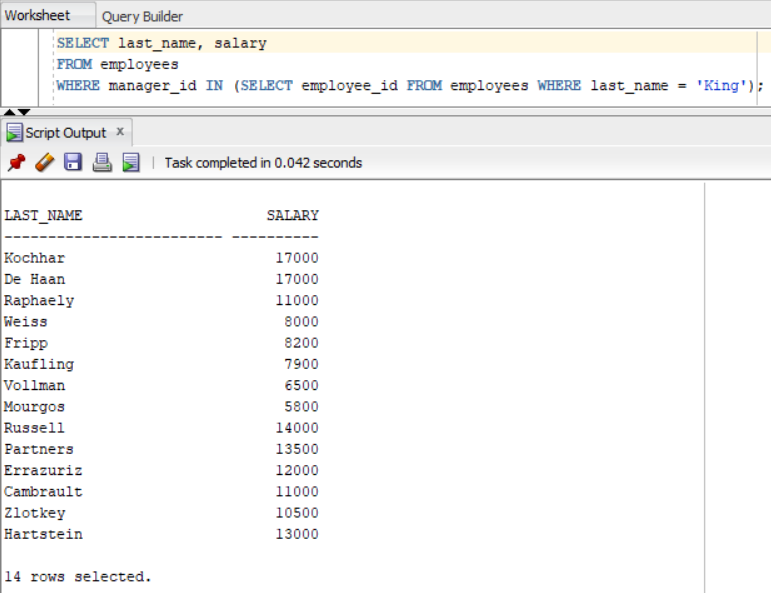 Worksheet Query Builder
SELECT last_name, salary
FROM employees
WHERE manager_id IN (SELECT employee_id FROM employees WHERE last_name = 'King');
Script Output x
Task completed in 0.042 seconds
LAST_NAME                     SALARY
------------------------- ----------
Kochhar                        17000
De Haan                        17000
Raphaely                       11000
Weiss                           8000
Fripp                           8200
Kaufling                        7900
Vollman                         6500
Mourgos                         5800
Russell                        14000
Partners                       13500
Errazuriz                      12000
Cambrault                      11000
Zlotkey                        10500
Hartstein                      13000
14 rows selected.